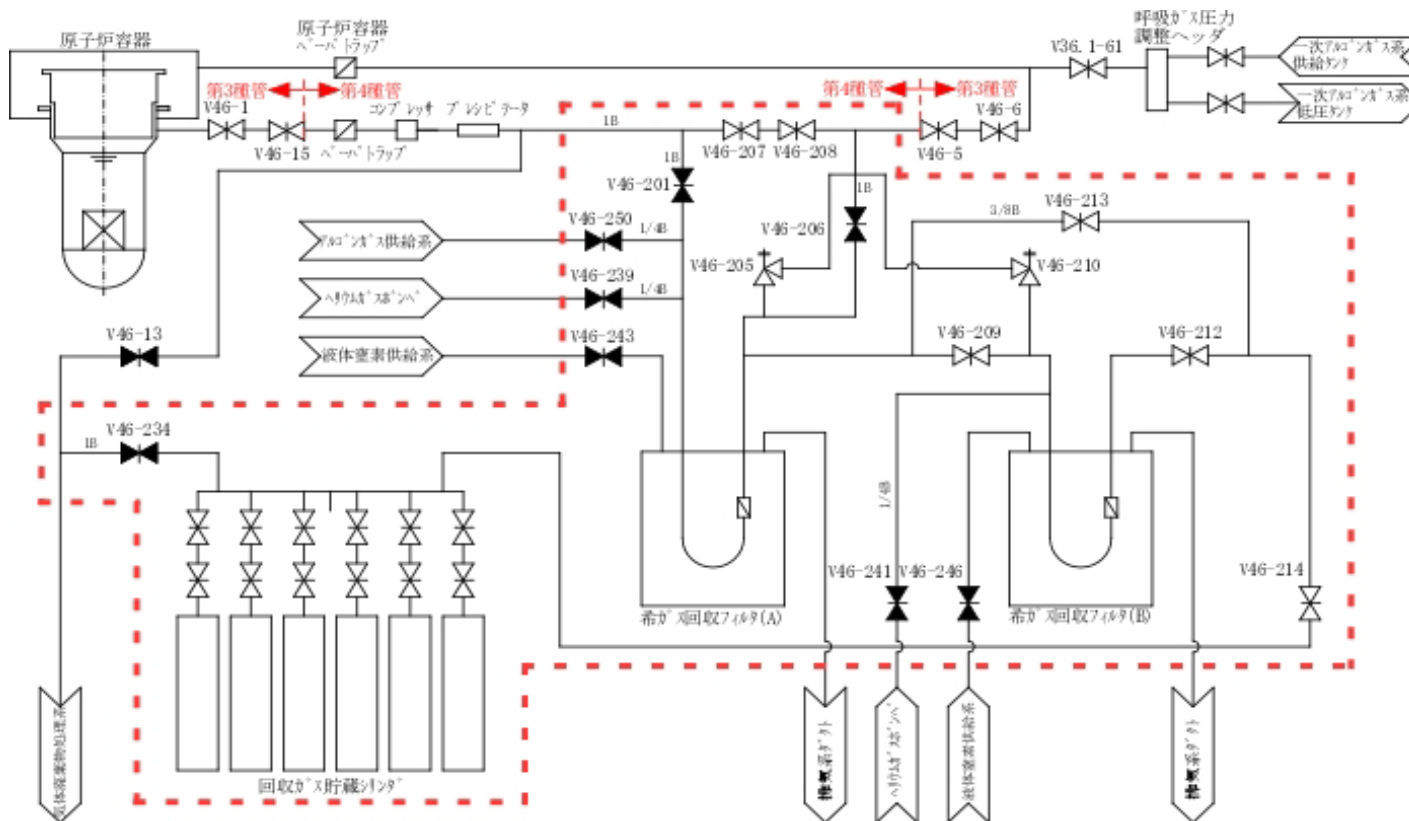 原子炉容器
原子炉容器
ベーパトラップ
呼吸ガス圧力
調整ヘッダ
V36.1-61
一次アルゴンガス系
供給タンク
一次アルゴンガス系
低圧タンク
第3種管
第4種管
V46-1
コンプレッサ
プレシピテータ
第4種管
第3種管
V46-6
V46-15
ベーパトラップ
1B
V46-207
V46-208
V46-5
1B
V46-201
1B
V46-213
3/8B
V46-250
1/4B
アルゴンガス供給系
V46-206
V46-205
V46-210
V46-239
1/4B
ヘリウムガスボンベ
V46-13
V46-243
液体窒素供給系
V46-209
V46-212
V46-234
1B
1/4B
V46-241
V46-246
V46-214
希ガス回収フィルタ(A)
希ガス回収フィルタ(B)
気体廃棄物処理系
回収ガス貯蔵シリンダ
排気系ダクト
ヘリウムガスボンベ
液体窒素供給系
排気系ダクト